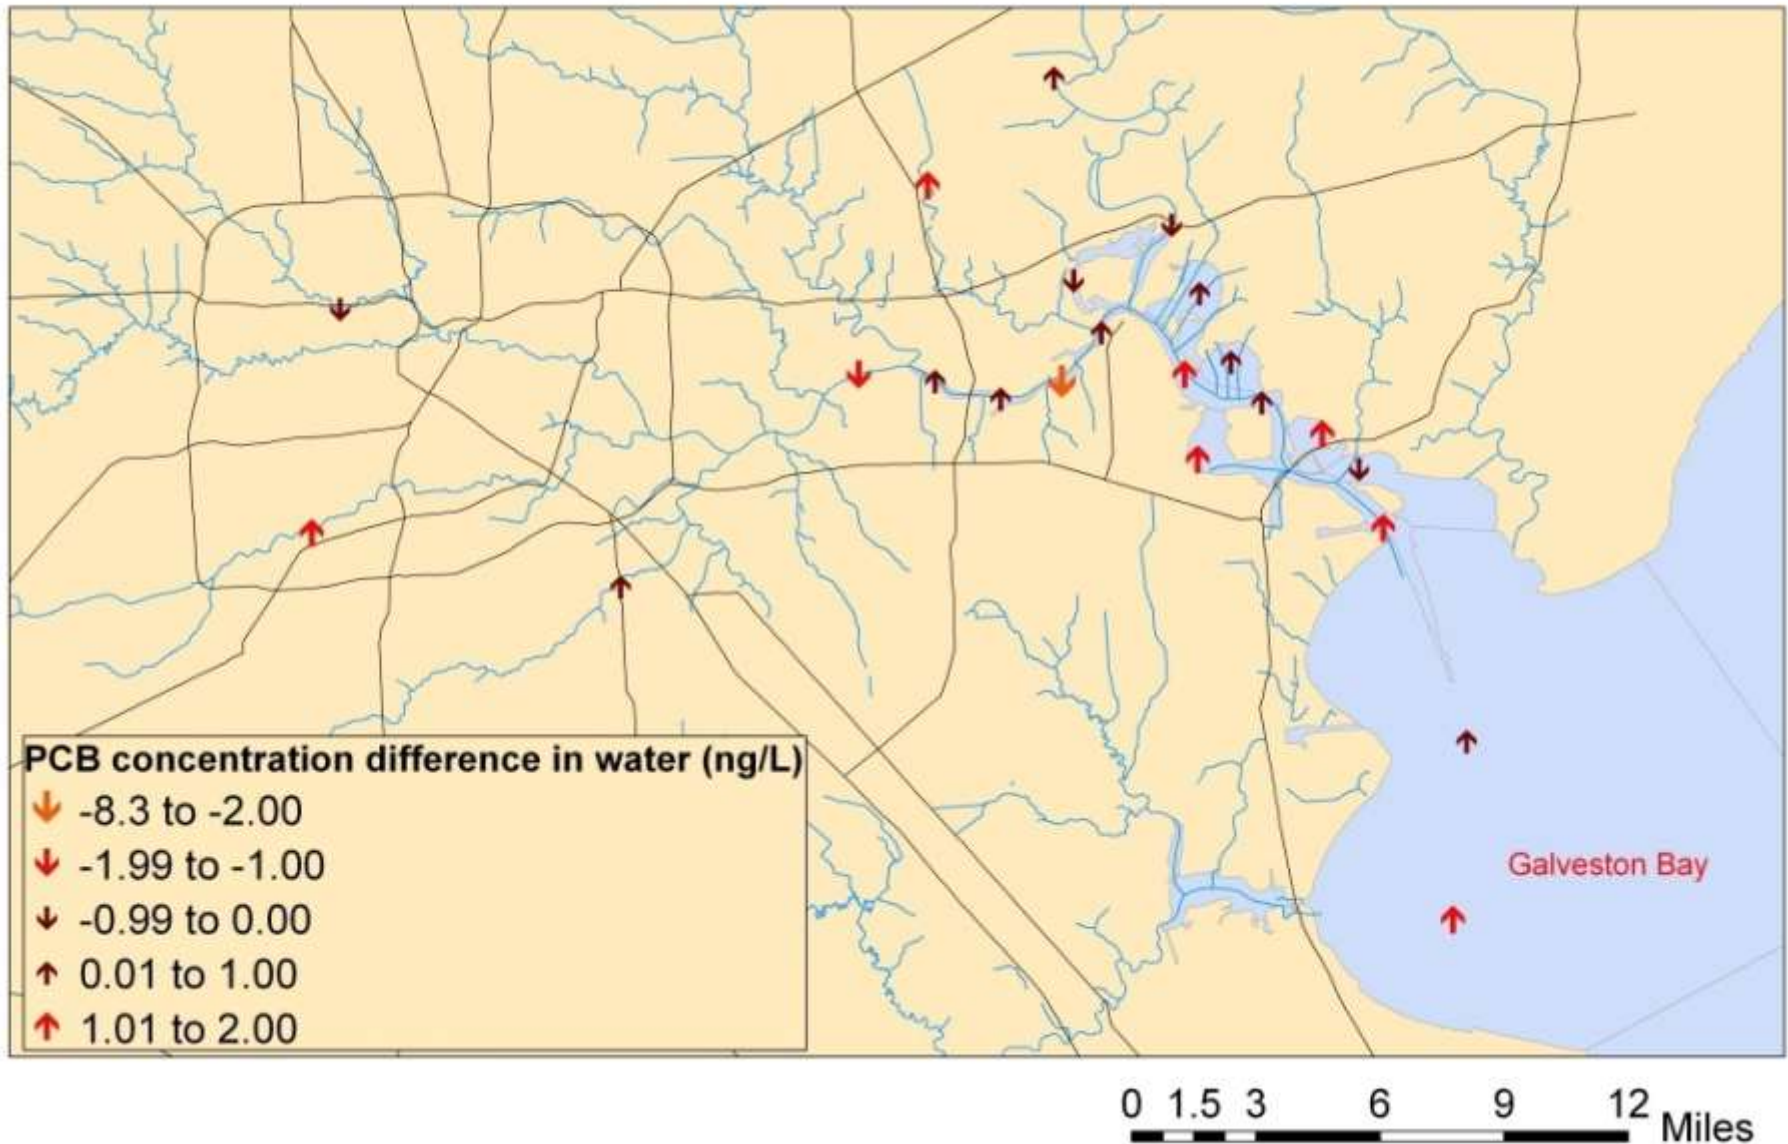 PCB concentration difference in water (ng/L)
-8.3 to -2.00
-1.99 to -1.00
-0.99 to 0.00
0.01 to 1.00
1.01 to 2.00
Galveston Bay
0 1.5 3 6 9 12 Miles